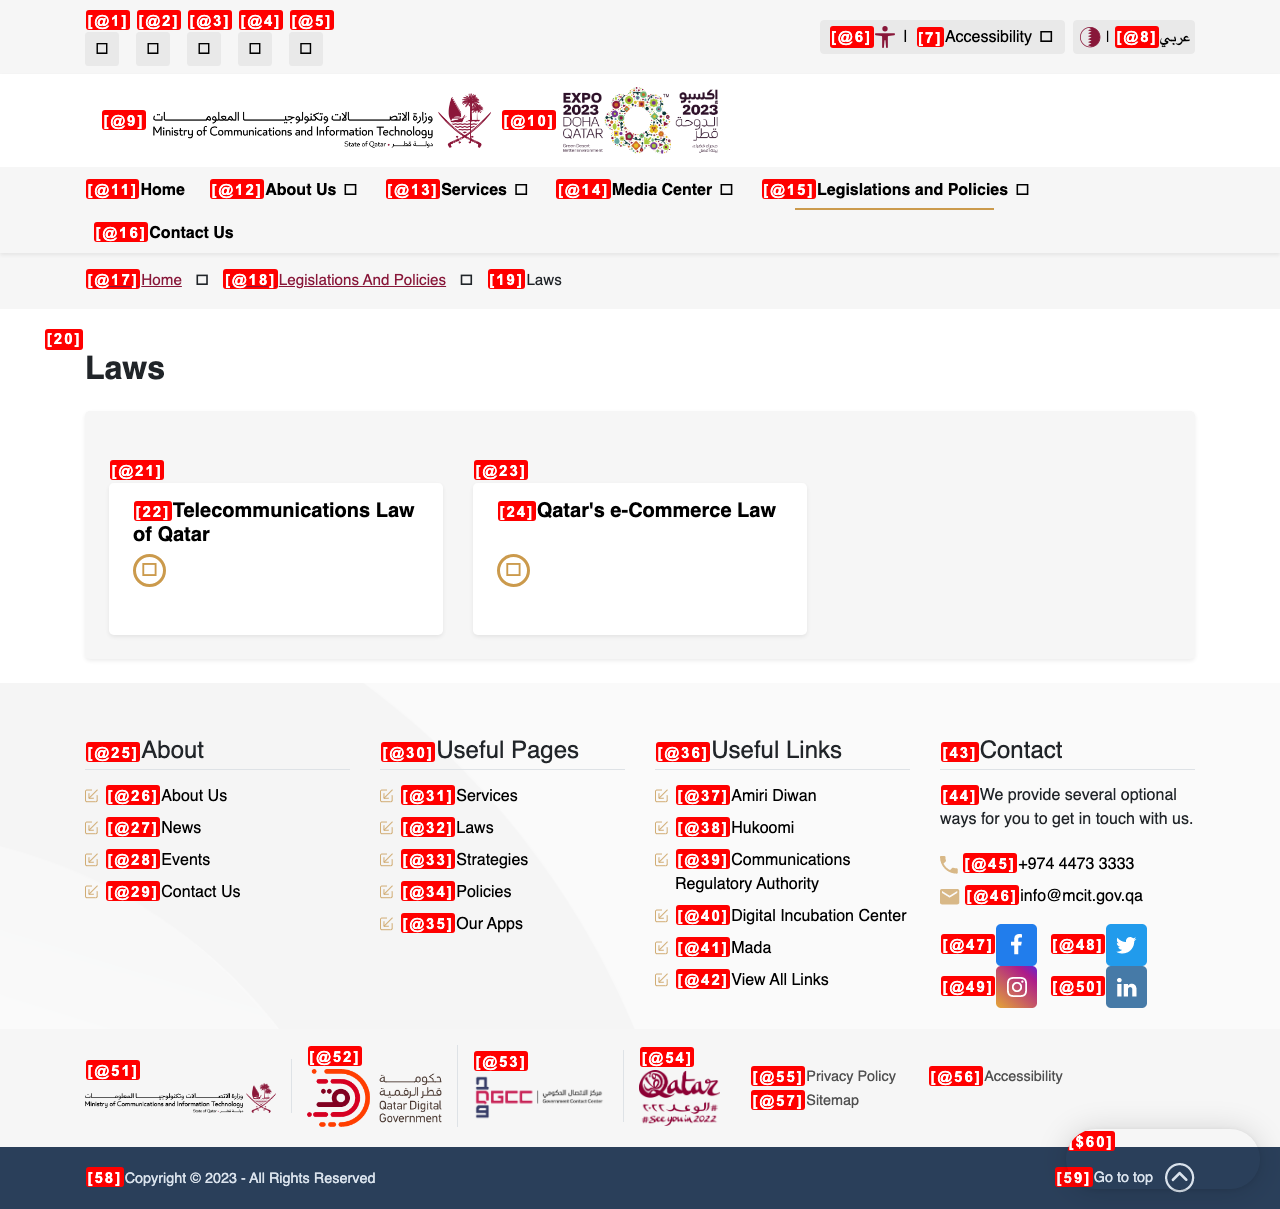 [@1] [@2] [@3] [@4] [@5]
[@6] | [7] Accessibility
| [@8] عربي
[@9] وزارة الاتصالات وتكنولوجيا المعلومات
Ministry of Communications and Information Technology
State of Qatar • دولة قطر
[@10] EXPO 2023 DOHA QATAR
إكسبو 2023 الدوحة قطر
[@11] Home [@12] About Us [@13] Services [@14] Media Center [@15] Legislations and Policies
[@16] Contact Us
[@17] Home [@18] Legislations And Policies [19] Laws
[20]
Laws
[@21]
[22] Telecommunications Law
of Qatar
[@23]
[24] Qatar's e-Commerce Law
[@25] About
[@26] About Us
[@27] News
[@28] Events
[@29] Contact Us
[@30] Useful Pages
[@31] Services
[@32] Laws
[@33] Strategies
[@34] Policies
[@35] Our Apps
[@36] Useful Links
[@37] Amiri Diwan
[@38] Hukoomi
[@39] Communications
Regulatory Authority
[@40] Digital Incubation Center
[@41] Mada
[@42] View All Links
[43] Contact
[44] We provide several optional
ways for you to get in touch with us.
[@45] +974 4473 3333
[@46] info@mcit.gov.qa
[@47] [@48]
[@49] [@50]
[@51]
وزارة الاتصالات وتكنولوجيا المعلومات
Ministry of Communications and Information Technology
State of Qatar • دولة قطر
[@52]
حكومة
قطر الرقمية
Qatar Digital
Government
[@53]
QGCC
مركز الاتصال الحكومي
Government Contact Center
[@54]
Qatar
#الوعد_٢٠٢٢
#SeeYouin2022
[@55] Privacy Policy [@56] Accessibility
[@57] Sitemap
[$60]
[58] Copyright © 2023 - All Rights Reserved
[59] Go to top